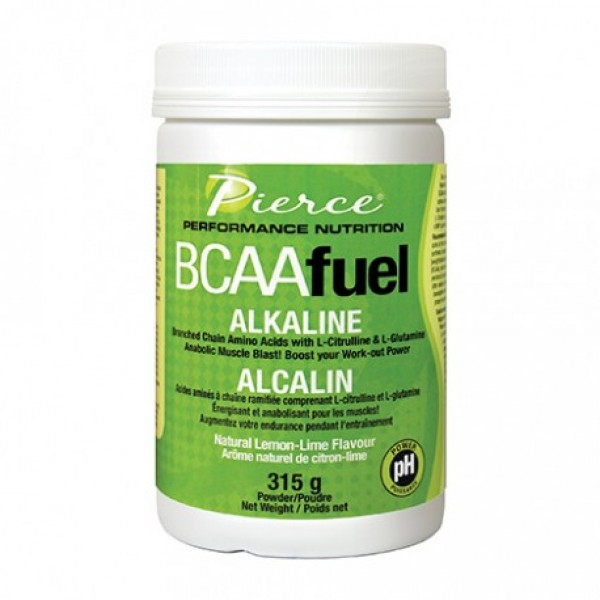 Pierce®
PERFORMANCE NUTRITION
BCAAfuel
ALKALINE
Branched Chain Amino Acids with L-Citrulline & L-Glutamine
Anabolic Muscle Blast! Boost your Work-out Power
ALCALIN
Acides aminés à chaîne ramifiée comprenant L-citrulline et L-glutamine
Énergisant et anabolisant pour les muscles!
Augmentez votre endurance pendant l'entraînement
Natural Lemon-Lime Flavour
Arôme naturel de citron-lime
POWER
pH
PUISSANCE
315 g
Powder/Poudre
Net Weight / Poids net